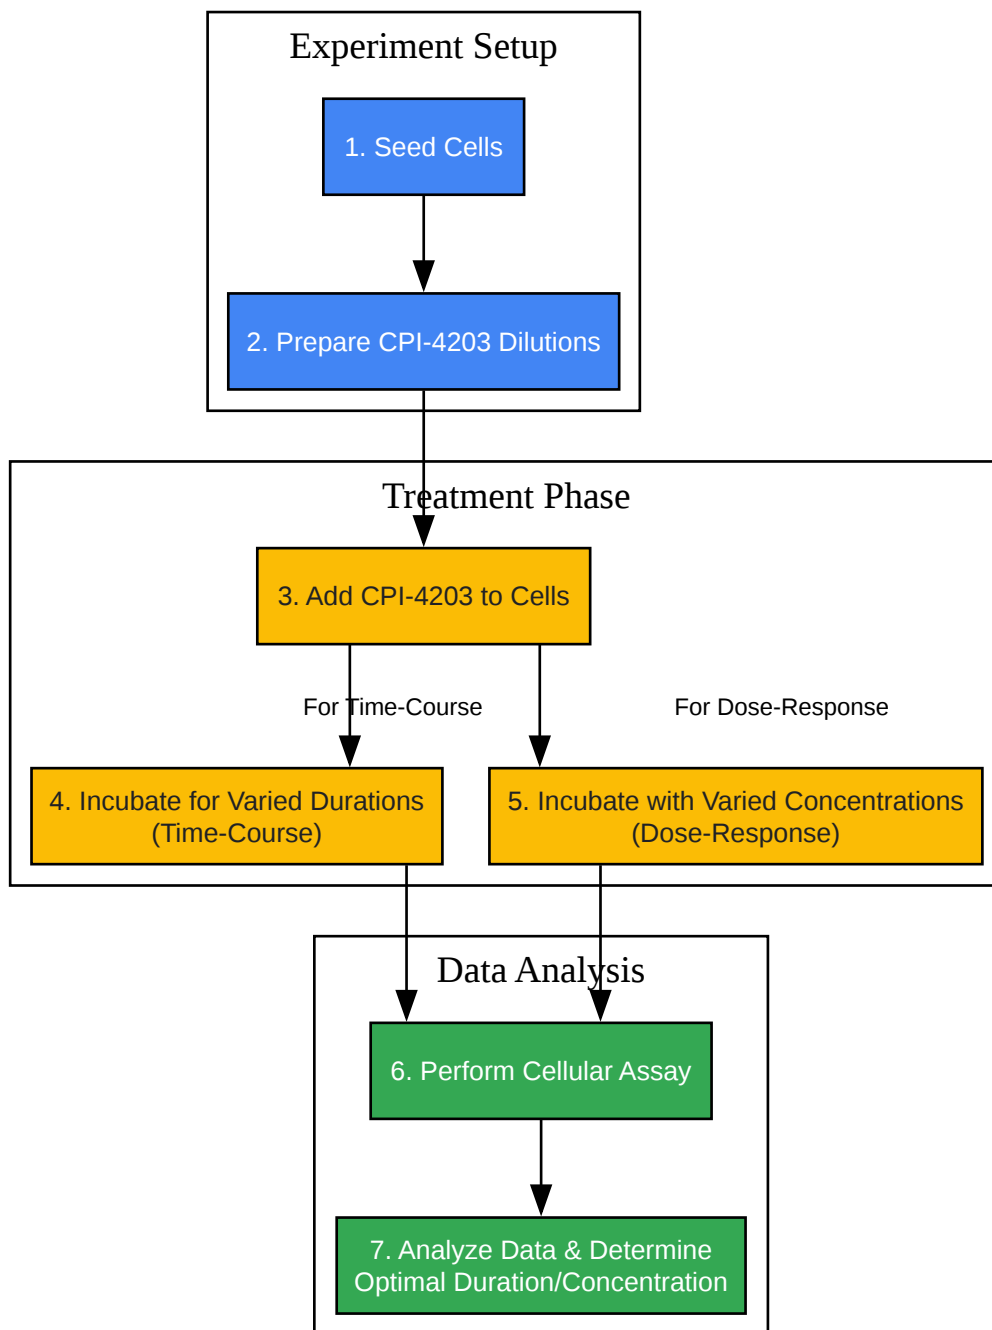 Experiment Setup
1. Seed Cells
2. Prepare CPI-4203 Dilutions
Treatment Phase
3. Add CPI-4203 to Cells
For Time-Course
For Dose-Response
4. Incubate for Varied Durations
(Time-Course)
5. Incubate with Varied Concentrations
(Dose-Response)
Data Analysis
6. Perform Cellular Assay
7. Analyze Data & Determine
Optimal Duration/Concentration